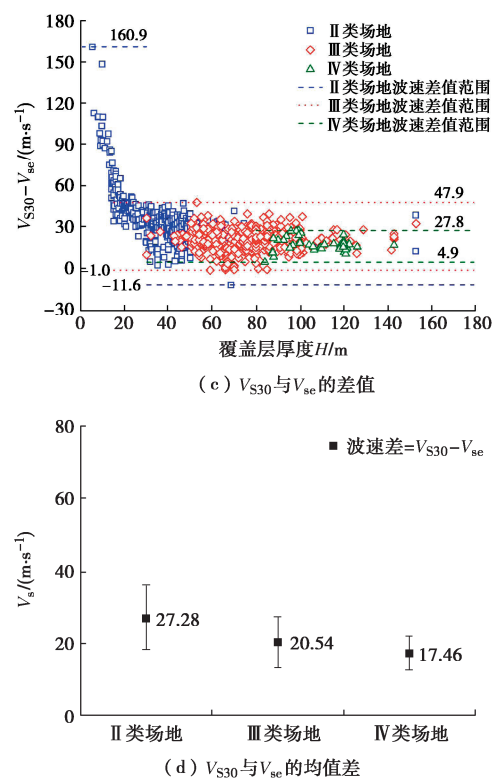 180
160.9
150
120
90
60
30
0
−30
V_S30−V_se/(m·s⁻¹)
Ⅱ类场地
Ⅲ类场地
Ⅳ类场地
Ⅱ类场地波速差值范围
Ⅲ类场地波速差值范围
Ⅳ类场地波速差值范围
47.9
27.8
4.9
−1.0
−11.6
0 20 40 60 80 100 120 140 160 180
覆盖层厚度H/m
（c）V_S30与V_se的差值
80
60
40
20
0
V_s/(m·s⁻¹)
波速差=V_S30−V_se
27.28
20.54
17.46
Ⅱ类场地 Ⅲ类场地 Ⅳ类场地
（d）V_S30与V_se的均值差